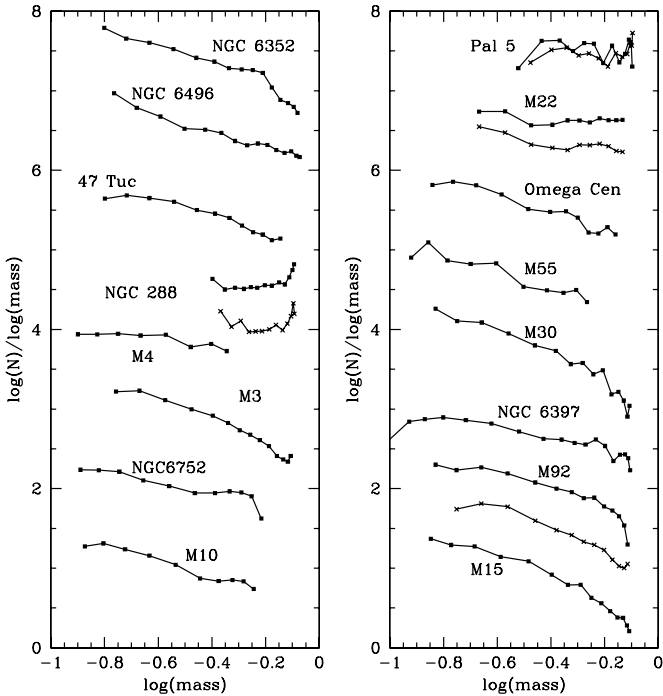 8
NGC 6352
NGC 6496
6
47 Tuc
NGC 288
4
M4
M3
NGC6752
2
M10
0
−1 −0.8 −0.6 −0.4 −0.2 0
log(mass)
log(N)/log(mass)
8
Pal 5
M22
6
Omega Cen
M55
4
M30
NGC 6397
2
M92
M15
0
−1 −0.8 −0.6 −0.4 −0.2 0
log(mass)
log(N)/log(mass)